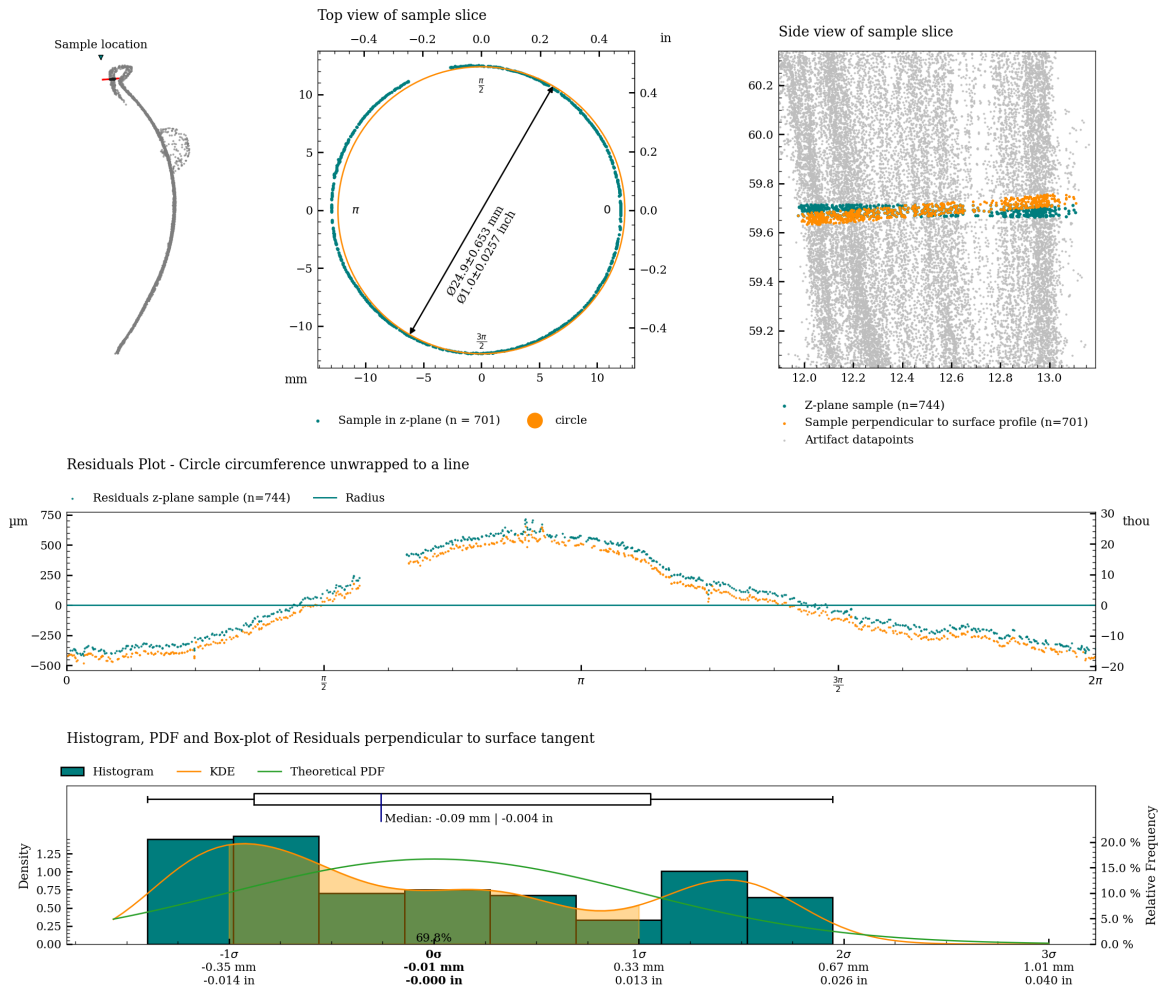 Sample location
Top view of sample slice
−0.4 −0.2 0.0 0.2 0.4 in
10
5
0
−5
−10
mm
−10 −5 0 5 10
0.4
0.2
0.0
−0.2
−0.4
π/2
π
0
3π/2
Ø24.9±0.653 mm
Ø1.0±0.0257 inch
Sample in z-plane (n = 701) circle
Side view of sample slice
60.2
60.0
59.8
59.6
59.4
59.2
12.0 12.2 12.4 12.6 12.8 13.0
Z-plane sample (n=744)
Sample perpendicular to surface profile (n=701)
Artifact datapoints
Residuals Plot - Circle circumference unwrapped to a line
Residuals z-plane sample (n=744) Radius
µm
750
500
250
0
−250
−500
30 thou
20
10
0
−10
−20
0 π/2 π 3π/2 2π
Histogram, PDF and Box-plot of Residuals perpendicular to surface tangent
Histogram KDE Theoretical PDF
Median: -0.09 mm | -0.004 in
Density
1.25
1.00
0.75
0.50
0.25
0.00
69.8%
20.0 %
15.0 %
10.0 %
5.0 %
0.0 %
Relative Frequency
-1σ 0σ 1σ 2σ 3σ
-0.35 mm -0.01 mm 0.33 mm 0.67 mm 1.01 mm
-0.014 in -0.000 in 0.013 in 0.026 in 0.040 in